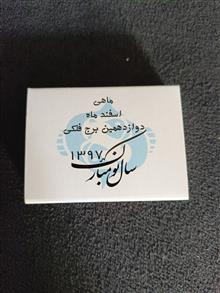 ماهی
اسفند ماه
دوازدهمین برج فلکی
۱۳۹۷
سال نو مبارک